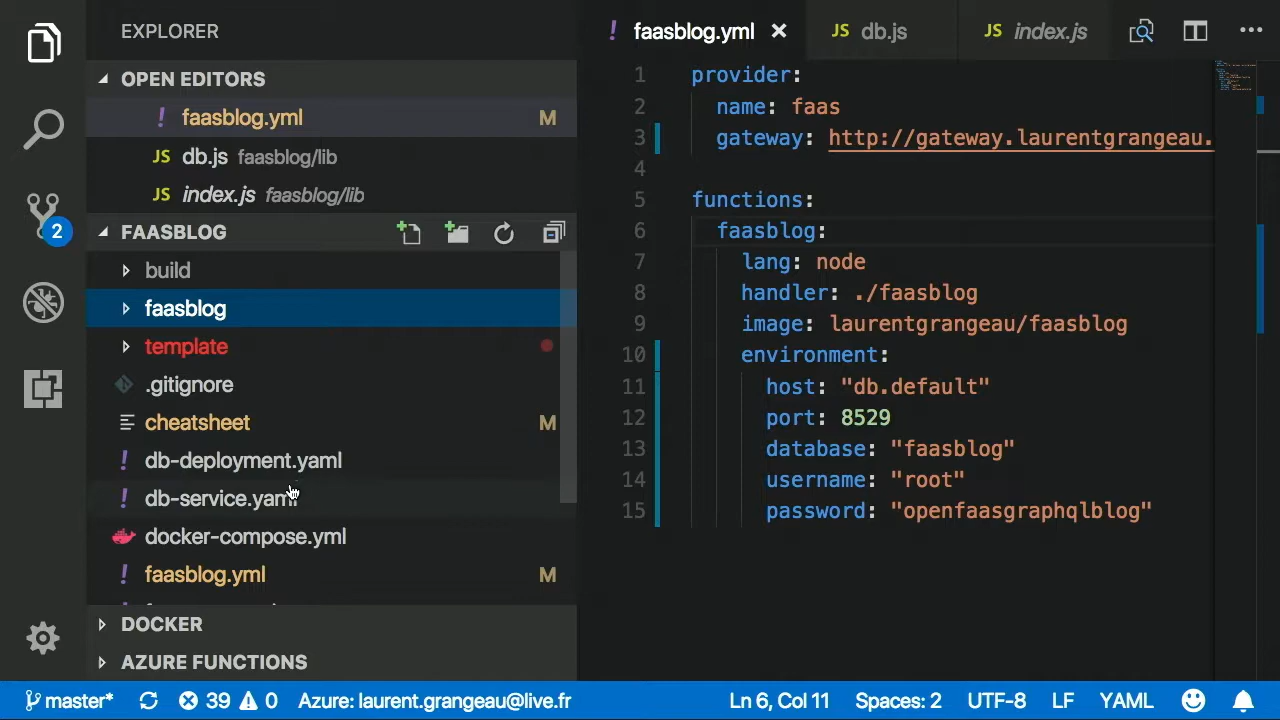 EXPLORER
OPEN EDITORS
! faasblog.yml M
JS db.js faasblog/lib
JS index.js faasblog/lib
2
FAASBLOG
build
faasblog
template
.gitignore
cheatsheet M
! db-deployment.yaml
! db-service.yaml
docker-compose.yml
! faasblog.yml M
DOCKER
AZURE FUNCTIONS
! faasblog.yml × JS db.js JS index.js ...
1 provider:
2 name: faas
3 gateway: http://gateway.laurentgrangeau.
4
5 functions:
6 faasblog:
7 lang: node
8 handler: ./faasblog
9 image: laurentgrangeau/faasblog
10 environment:
11 host: "db.default"
12 port: 8529
13 database: "faasblog"
14 username: "root"
15 password: "openfaasgraphqlblog"
master* 39 0 Azure: laurent.grangeau@live.fr Ln 6, Col 11 Spaces: 2 UTF-8 LF YAML